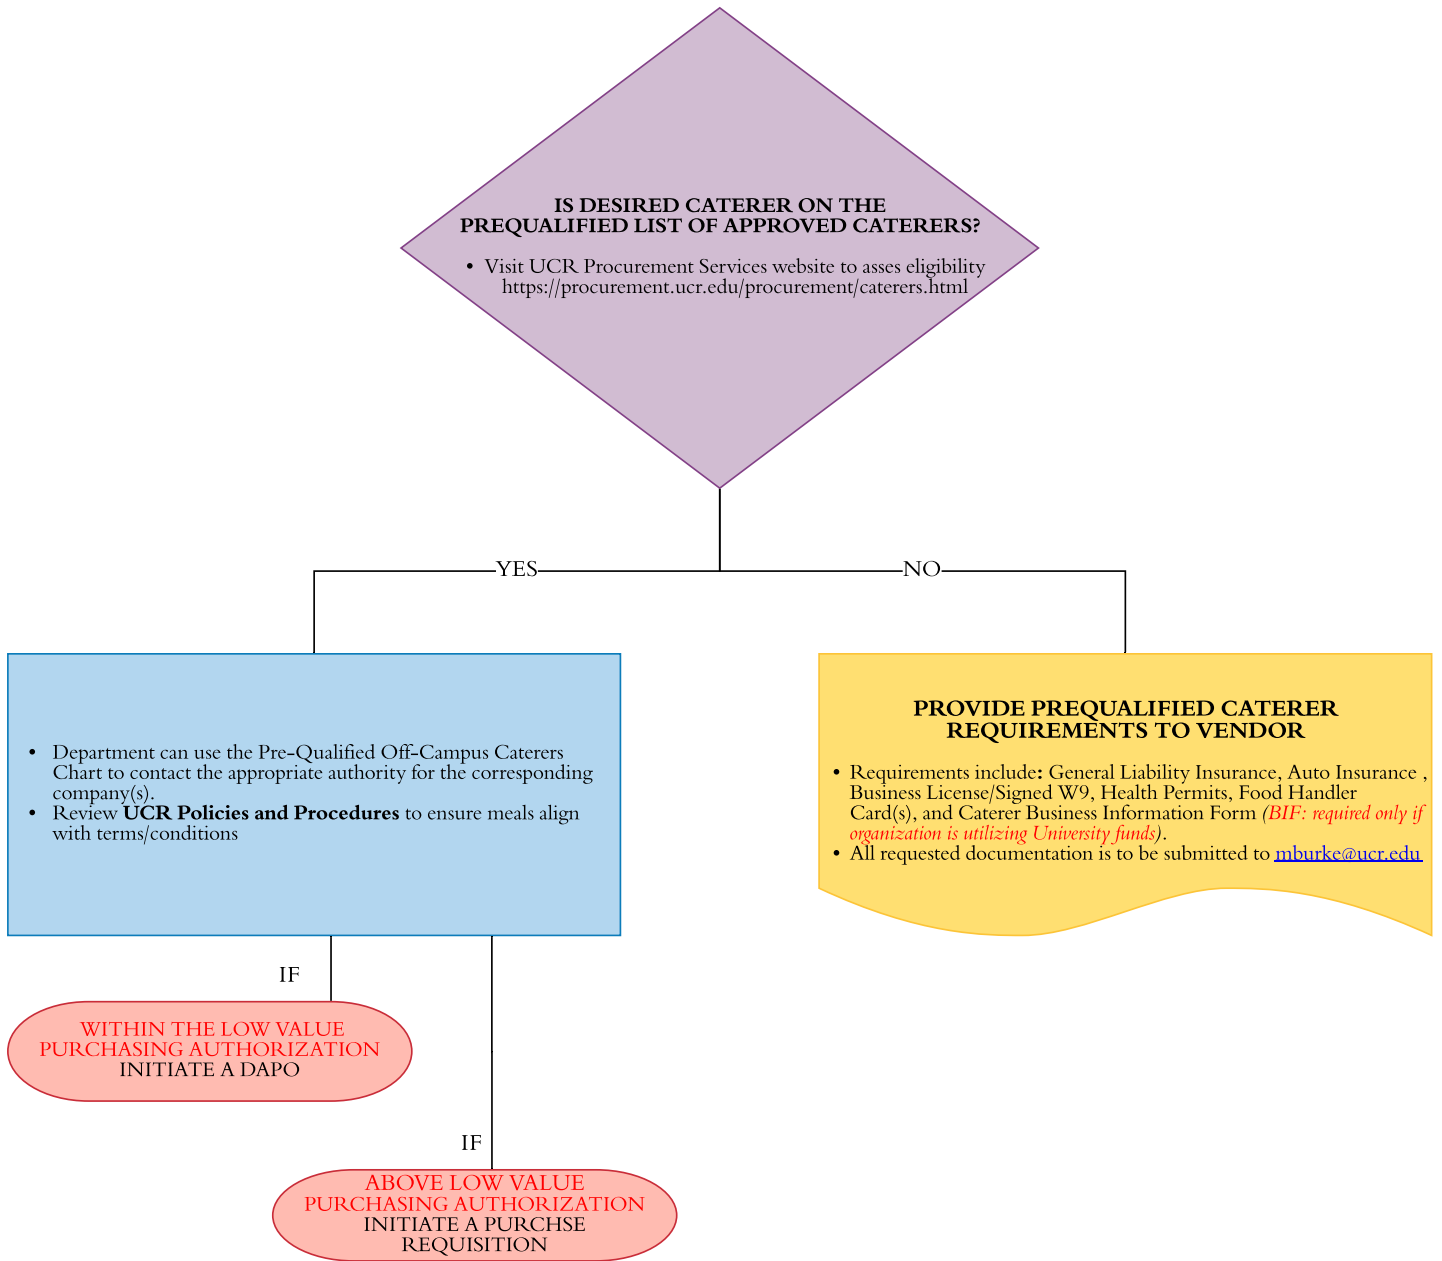 IS DESIRED CATERER ON THE
PREQUALIFIED LIST OF APPROVED CATERERS?
• Visit UCR Procurement Services website to asses eligibility
https://procurement.ucr.edu/procurement/caterers.html
YES
NO
• Department can use the Pre-Qualified Off-Campus Caterers
Chart to contact the appropriate authority for the corresponding
company(s).
• Review UCR Policies and Procedures to ensure meals align
with terms/conditions
PROVIDE PREQUALIFIED CATERER
REQUIREMENTS TO VENDOR
• Requirements include: General Liability Insurance, Auto Insurance ,
Business License/Signed W9, Health Permits, Food Handler
Card(s), and Caterer Business Information Form (BIF: required only if
organization is utilizing University funds).
• All requested documentation is to be submitted to mburke@ucr.edu
IF
WITHIN THE LOW VALUE
PURCHASING AUTHORIZATION
INITIATE A DAPO
IF
ABOVE LOW VALUE
PURCHASING AUTHORIZATION
INITIATE A PURCHSE
REQUISITION